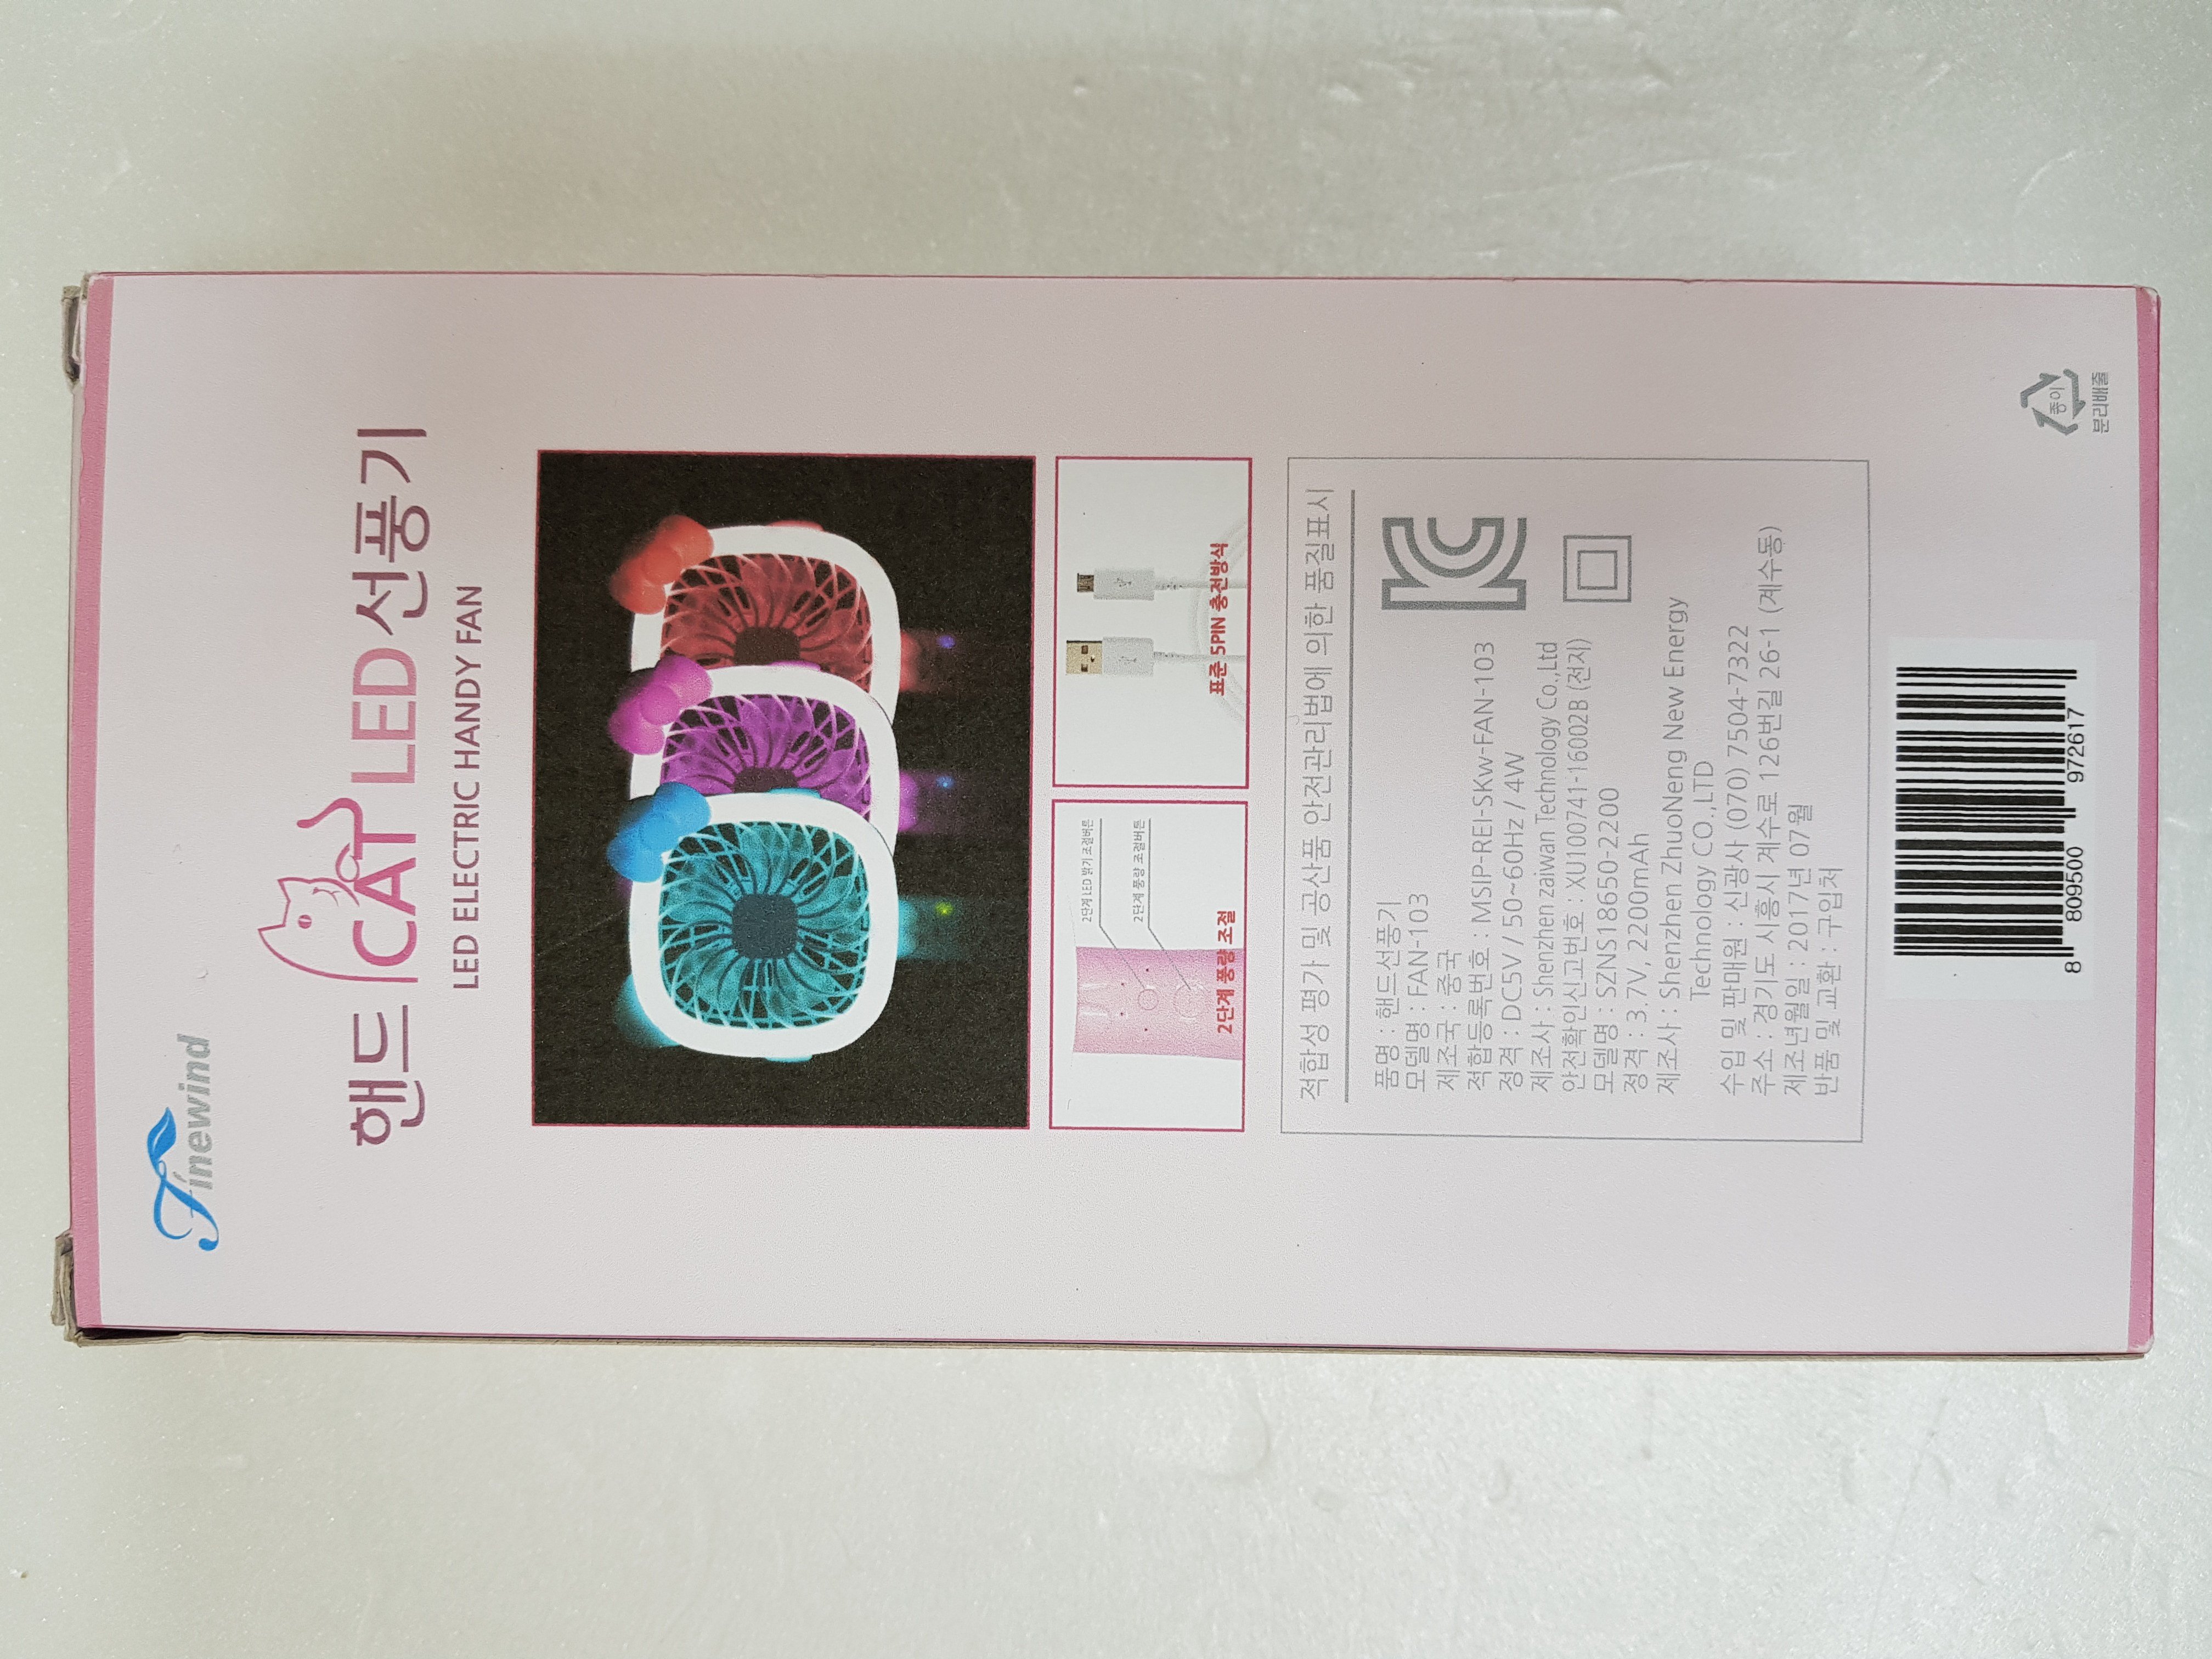 Finewind
핸드 CAT LED 선풍기
LED ELECTRIC HANDY FAN
2단계 LED 밝기 조절버튼
2단계 풍량 조절버튼
2단계 풍량 조절
표준 5PIN 충전방식
적합성 평가 및 공산품 안전관리법에 의한 품질표시
품명 : 핸드선풍기
모델명 : FAN-103
제조국 : 중국
적합등록번호 : MSIP-REI-SKw-FAN-103
정격 : DC5V / 50~60Hz / 4W
제조사 : Shenzhen zaiwan Technology Co.,Ltd
안전확인신고번호 : XU100741-16002B (전지)
모델명 : SZNS18650-2200
정격 : 3.7V, 2200mAh
제조사 : Shenzhen ZhuoNeng New Energy
Technology CO.,LTD
수입 및 판매원 : 신광사 (070) 7504-7322
주소 : 경기도 시흥시 계수로 126번길 26-1 (계수동)
제조년월일 : 2017년 07월
반품 및 교환 : 구입처
8 809500 972617
종이
분리배출